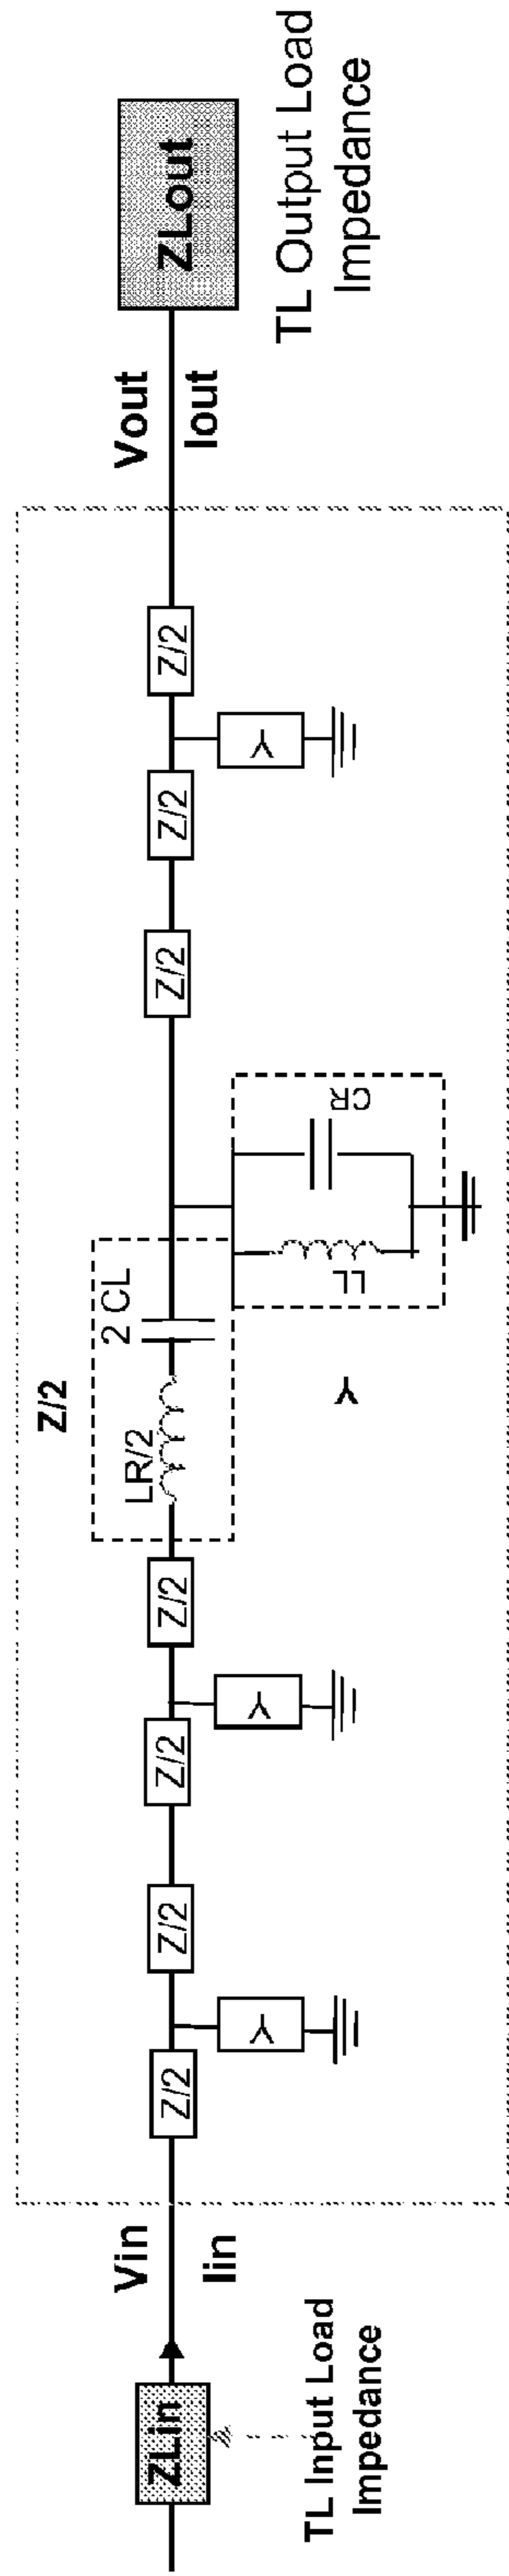 ZLin
TL Input Load
Impedance
Vin
Iin
Z/2
Y
Z/2
Z/2
Y
Z/2
Z/2
LR/2
2 CL
Y
LL
CR
Z/2
Z/2
Y
Z/2
Vout
Iout
ZLout
TL Output Load
Impedance